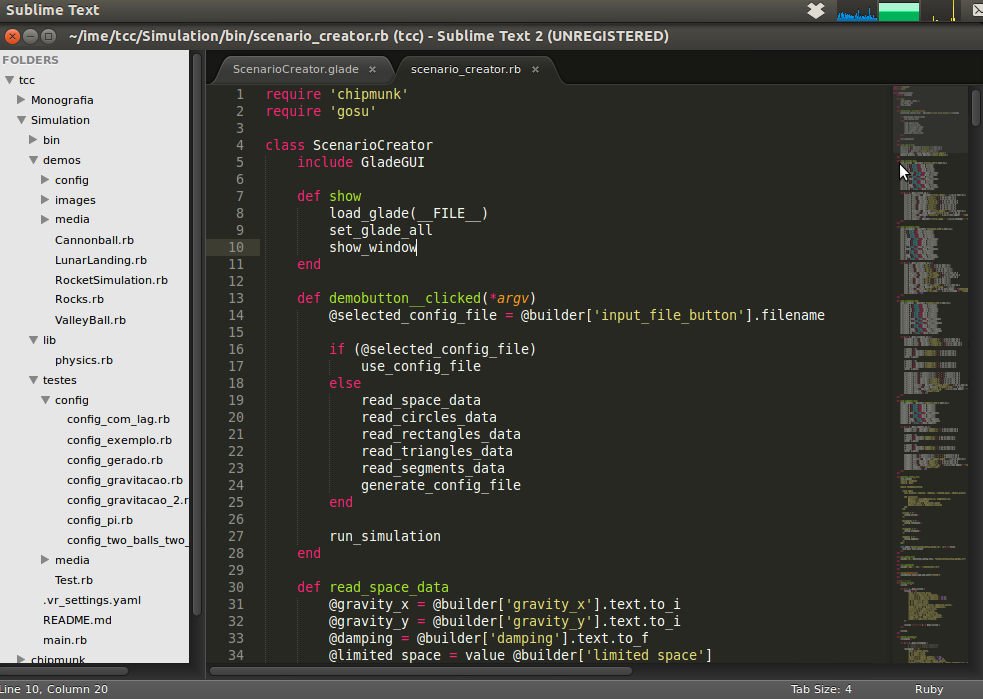 Sublime Text
~/ime/tcc/Simulation/bin/scenario_creator.rb (tcc) - Sublime Text 2 (UNREGISTERED)
FOLDERS
tcc
Monografia
Simulation
bin
demos
config
images
media
Cannonball.rb
LunarLanding.rb
RocketSimulation.rb
Rocks.rb
ValleyBall.rb
lib
physics.rb
testes
config
config_com_lag.rb
config_exemplo.rb
config_gerado.rb
config_gravitacao.rb
config_gravitacao_2.r
config_pi.rb
config_two_balls_two_
media
Test.rb
.vr_settings.yaml
README.md
main.rb
chipmunk
ScenarioCreator.glade × scenario_creator.rb ×
1 require 'chipmunk'
2 require 'gosu'
3
4 class ScenarioCreator
5 include GladeGUI
6
7 def show
8 load_glade(__FILE__)
9 set_glade_all
10 show_window
11 end
12
13 def demobutton__clicked(*argv)
14 @selected_config_file = @builder['input_file_button'].filename
15
16 if (@selected_config_file)
17 use_config_file
18 else
19 read_space_data
20 read_circles_data
21 read_rectangles_data
22 read_triangles_data
23 read_segments_data
24 generate_config_file
25 end
26
27 run_simulation
28 end
29
30 def read_space_data
31 @gravity_x = @builder['gravity_x'].text.to_i
32 @gravity_y = @builder['gravity_y'].text.to_i
33 @damping = @builder['damping'].text.to_f
34 @limited_space = value @builder['limited_space']
Line 10, Column 20 Tab Size: 4 Ruby